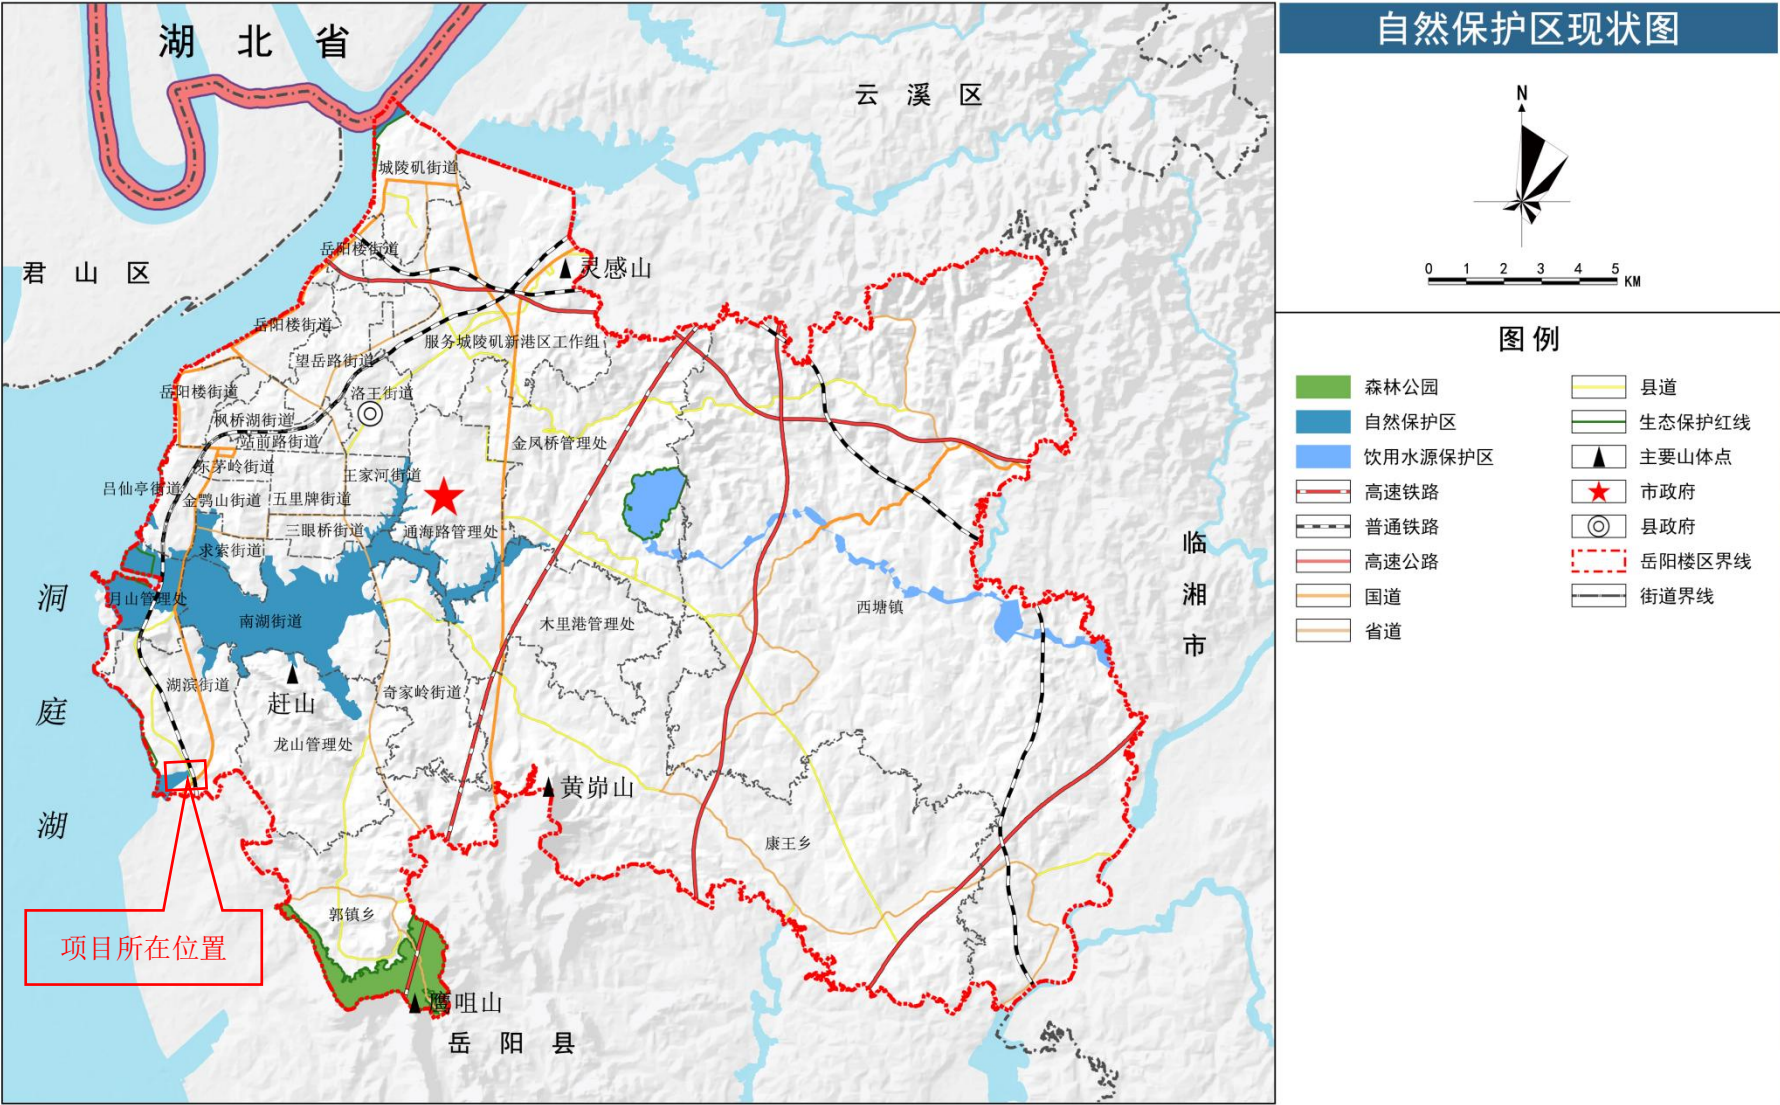 自然保护区现状图
N
0 1 2 3 4 5 KM
图例
森林公园
自然保护区
饮用水源保护区
高速铁路
普通铁路
高速公路
国道
省道
县道
生态保护红线
主要山体点
市政府
县政府
岳阳楼区界线
街道界线
湖北省
云溪区
君山区
城陵矶街道
岳阳楼街道
灵感山
岳阳楼街道
服务城陵矶新港区工作组
望岳路街道
岳阳楼街道
洛王街道
枫桥湖街道
站前路街道
金凤桥管理处
东茅岭街道
王家河街道
吕仙亭街道
金鹗山街道
五里牌街道
三眼桥街道
通海路管理处
求索街道
临湘市
月山管理处
南湖街道
木里港管理处
西塘镇
洞庭湖
湖滨街道
赶山
奇家岭街道
龙山管理处
黄峁山
康王乡
郭镇乡
项目所在位置
鹰咀山
岳阳县